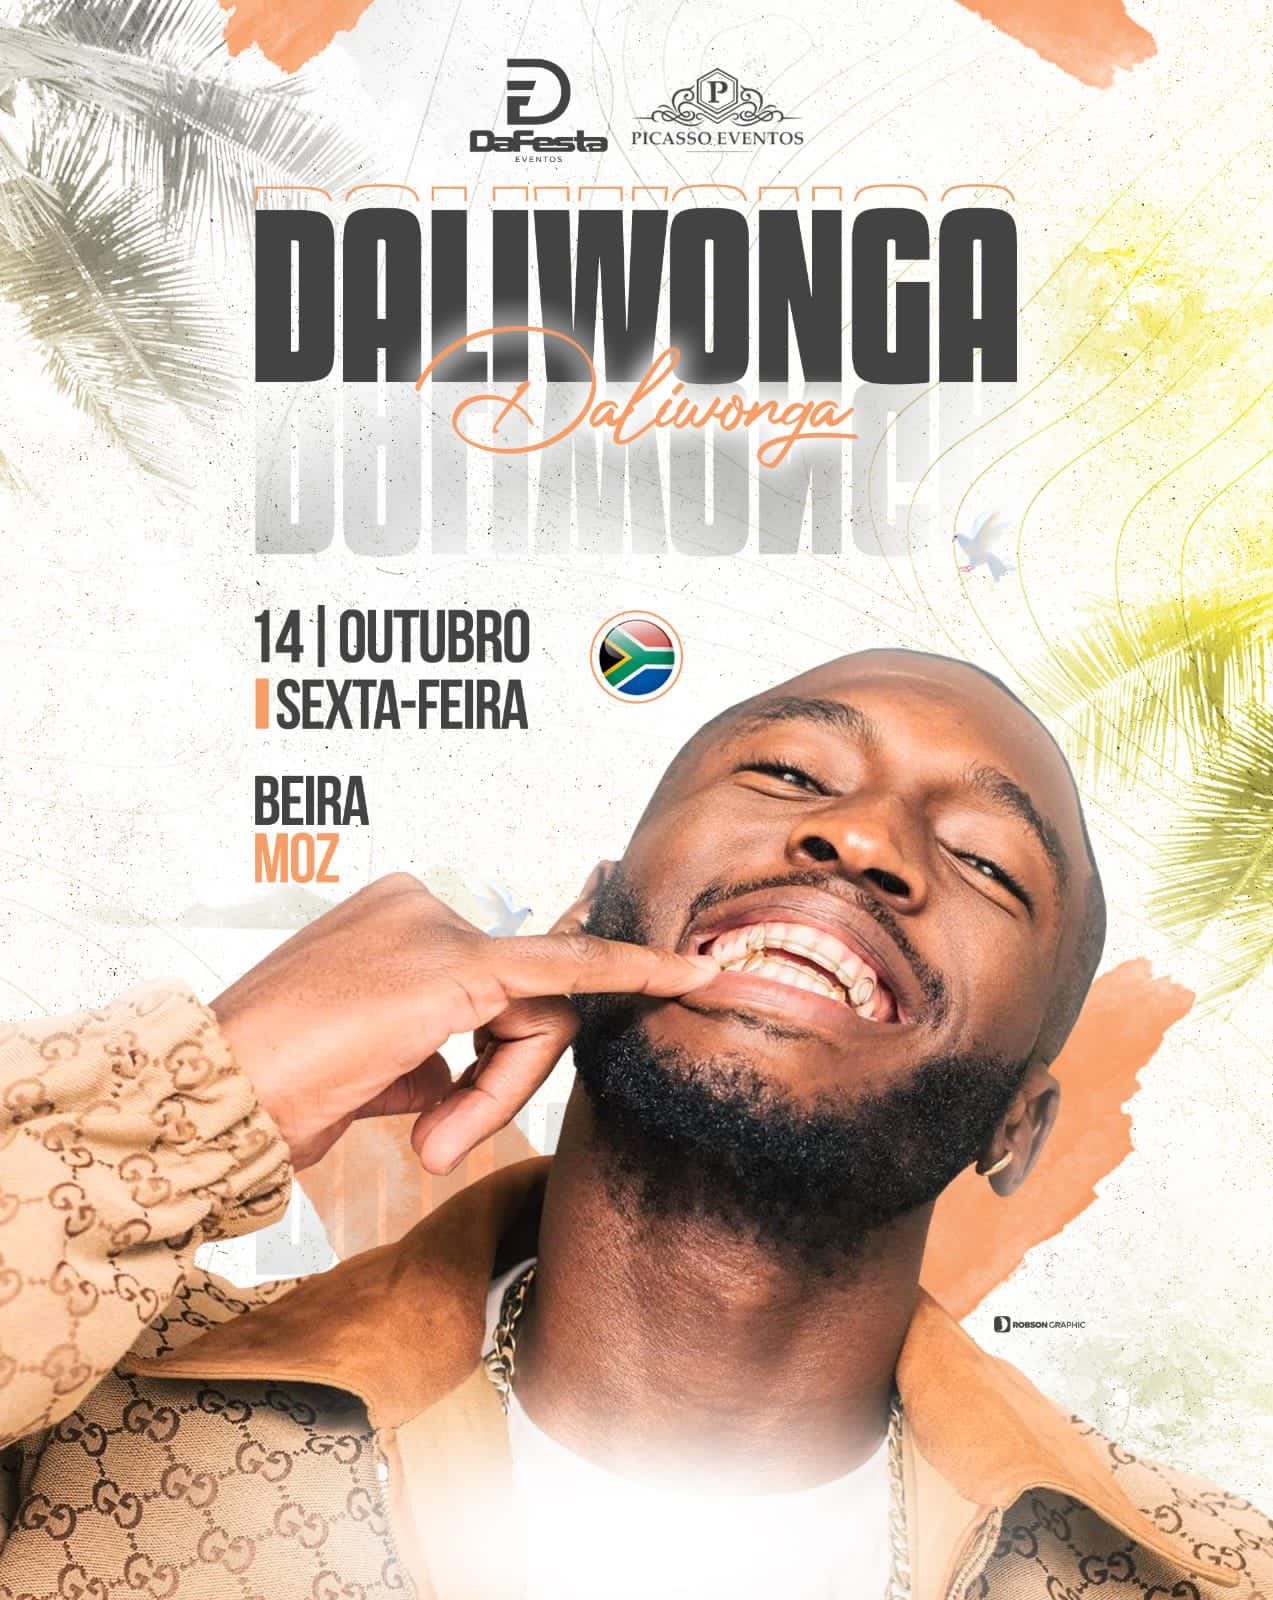 DaFesta
EVENTOS
P
PICASSO EVENTOS
DALIWONGA
Daliwonga
14 | OUTUBRO
SEXTA-FEIRA
BEIRA
MOZ
ROBSON GRAPHIC